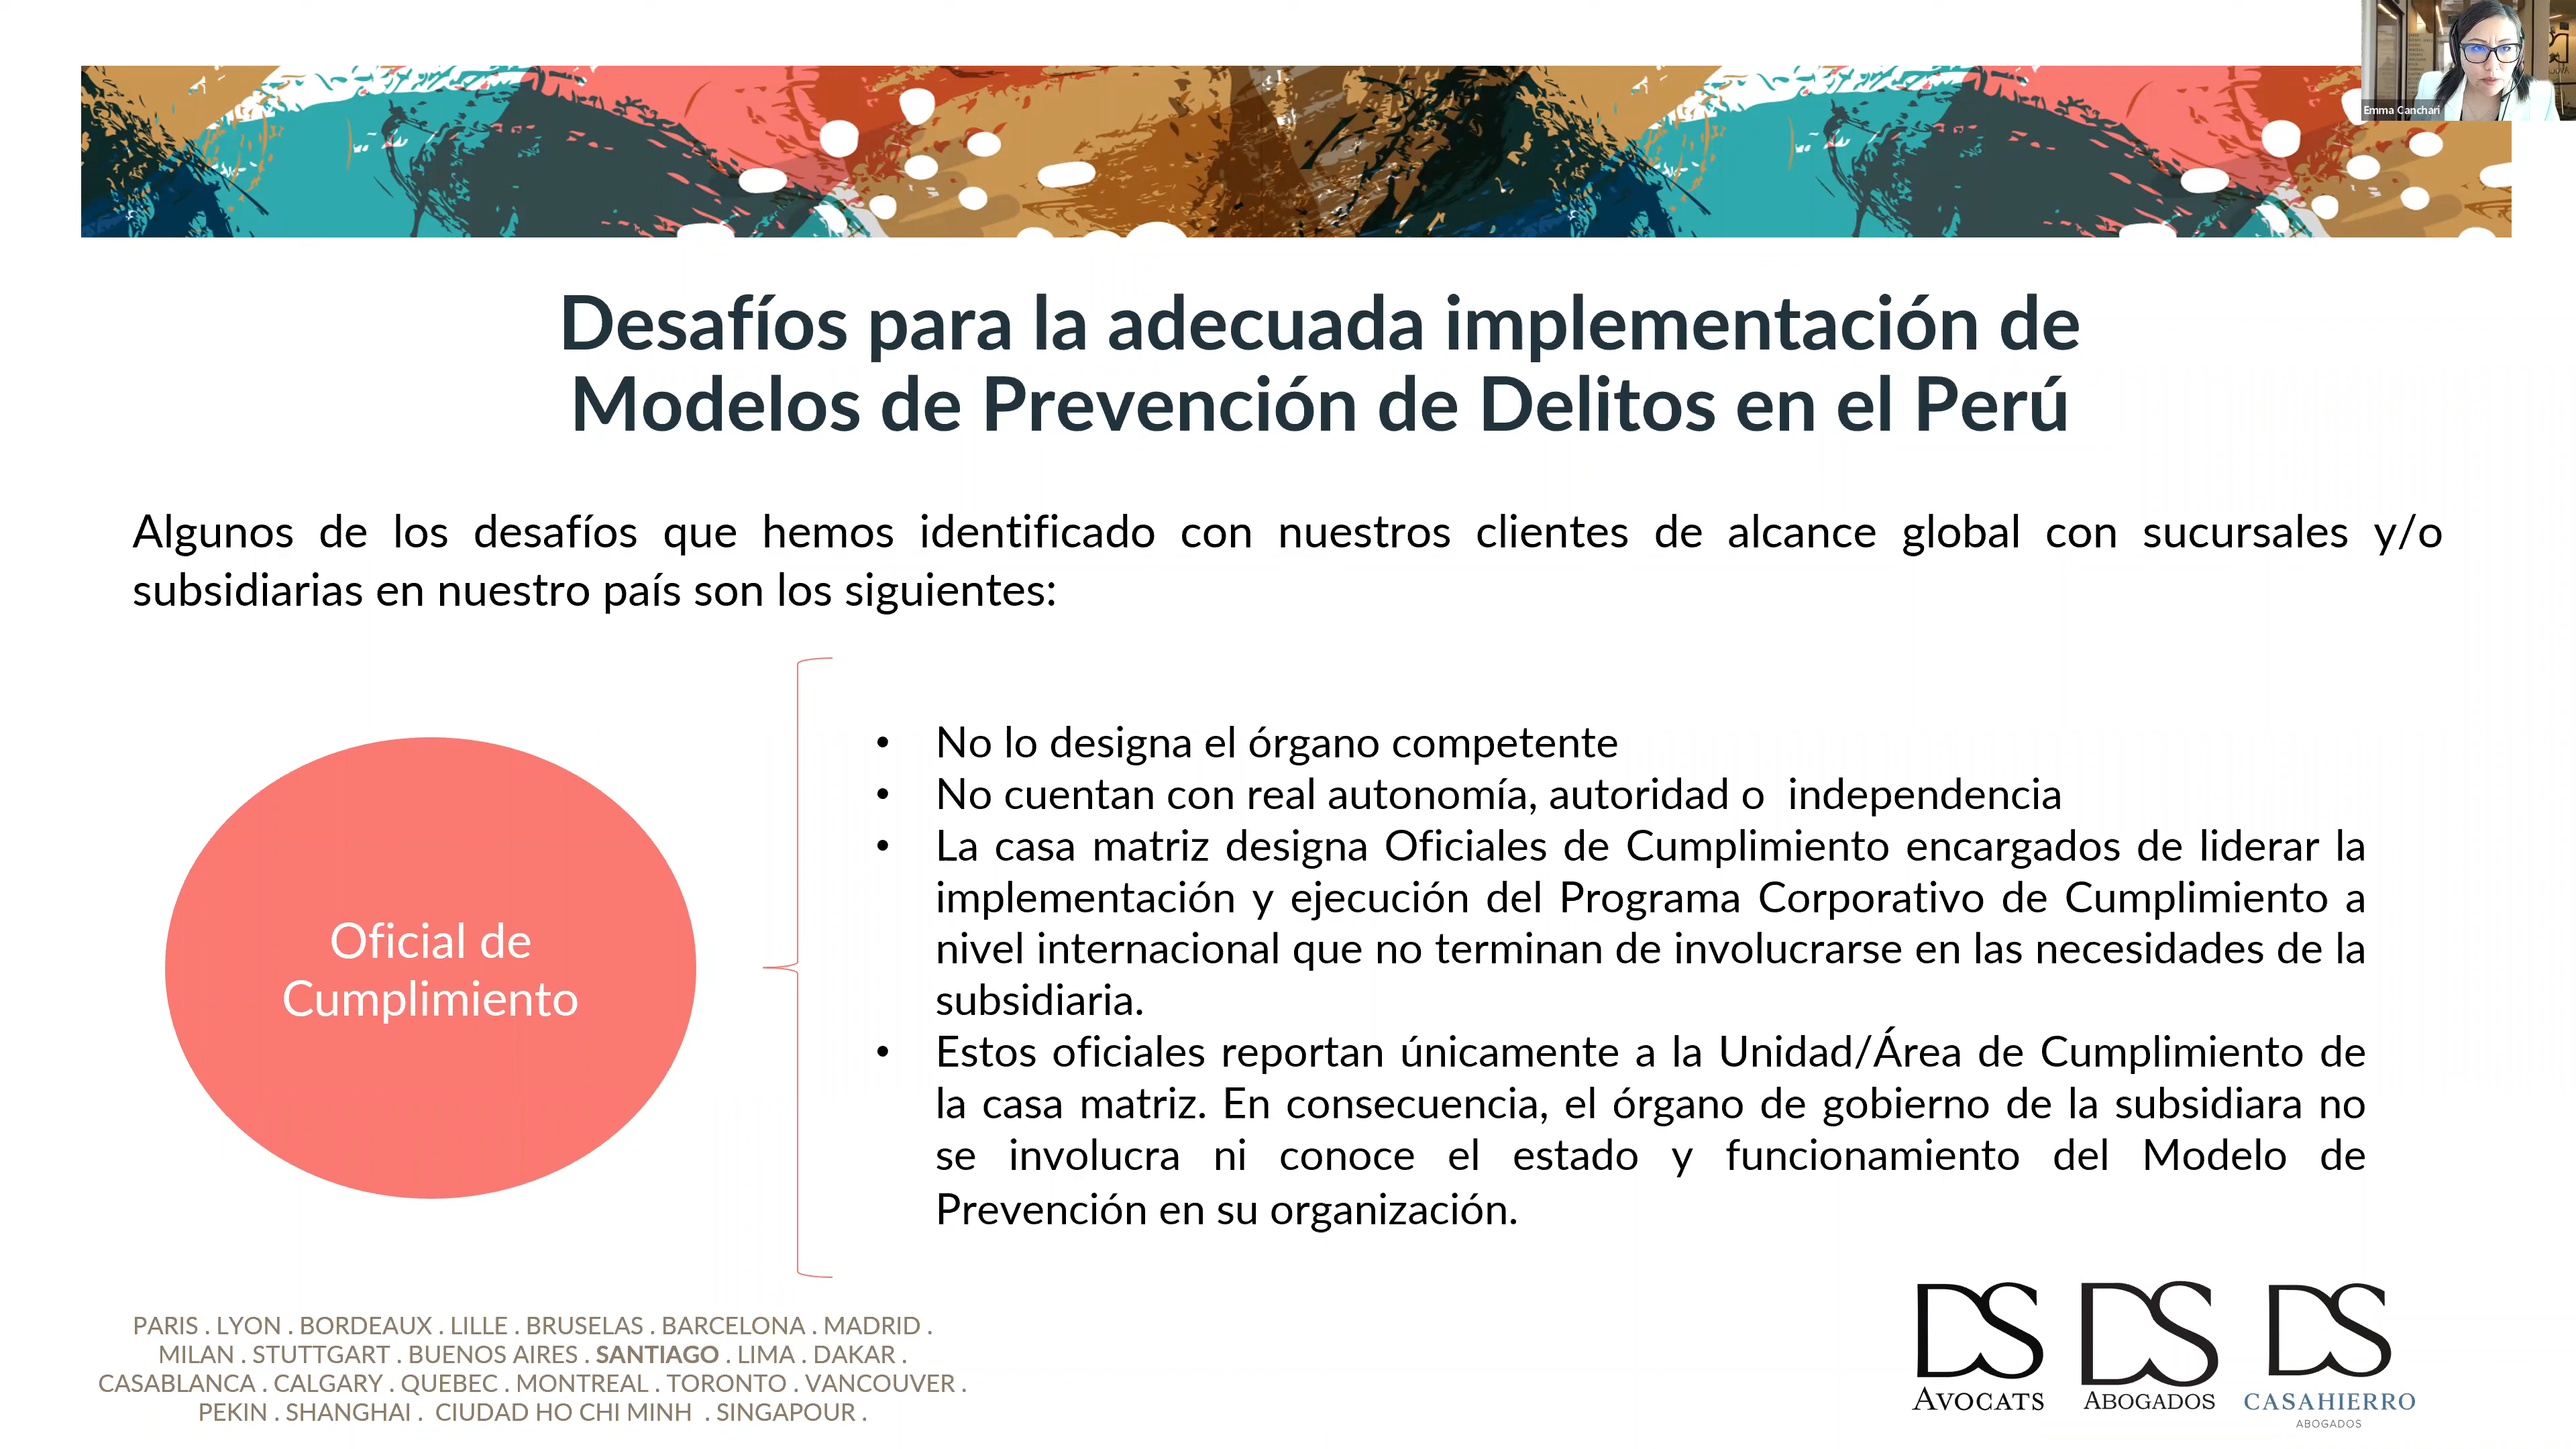 Emma Canchari
Desafíos para la adecuada implementación de
Modelos de Prevención de Delitos en el Perú
Algunos de los desafíos que hemos identificado con nuestros clientes de alcance global con sucursales y/o
subsidiarias en nuestro país son los siguientes:
Oficial de
Cumplimiento
• No lo designa el órgano competente
• No cuentan con real autonomía, autoridad o  independencia
• La casa matriz designa Oficiales de Cumplimiento encargados de liderar la
implementación y ejecución del Programa Corporativo de Cumplimiento a
nivel internacional que no terminan de involucrarse en las necesidades de la
subsidiaria.
• Estos oficiales reportan únicamente a la Unidad/Área de Cumplimiento de
la casa matriz. En consecuencia, el órgano de gobierno de la subsidiara no
se involucra ni conoce el estado y funcionamiento del Modelo de
Prevención en su organización.
PARIS . LYON . BORDEAUX . LILLE . BRUSELAS . BARCELONA . MADRID .
MILAN . STUTTGART . BUENOS AIRES . SANTIAGO . LIMA . DAKAR .
CASABLANCA . CALGARY . QUEBEC . MONTREAL . TORONTO . VANCOUVER .
PEKIN . SHANGHAI .  CIUDAD HO CHI MINH  . SINGAPOUR .
DS
AVOCATS
DS
ABOGADOS
DS
CASAHIERRO
ABOGADOS